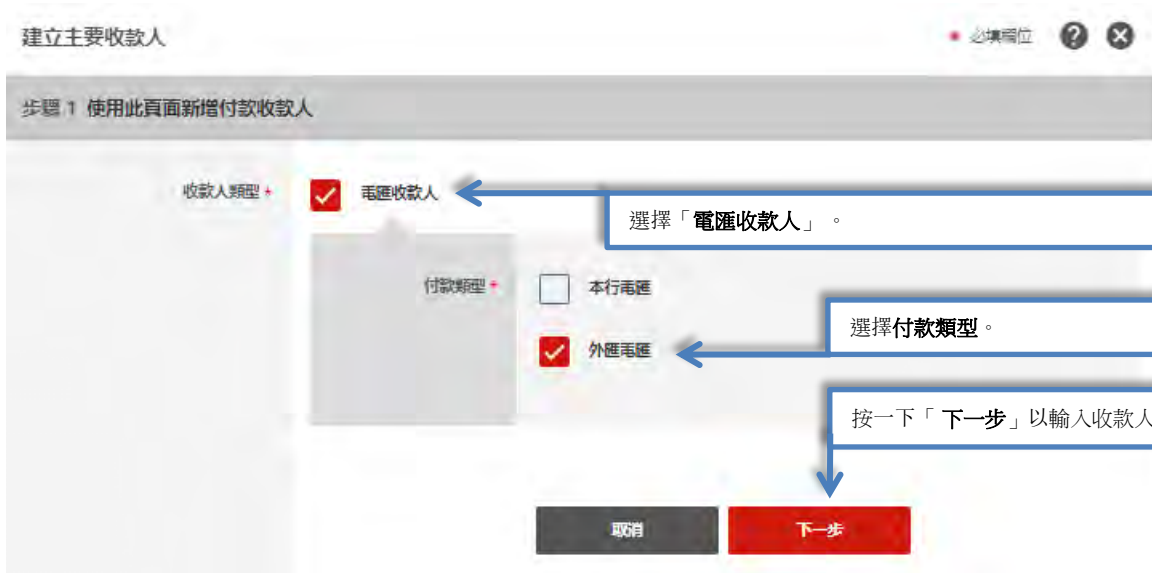 建立主要收款人
* 必填欄位
步驟 1 使用此頁面新增付款收款人
收款人類型 *
電匯收款人
選擇「電匯收款人」。
付款類型 *
本行電匯
選擇付款類型。
外匯電匯
按一下「下一步」以輸入收款人
取消
下一步